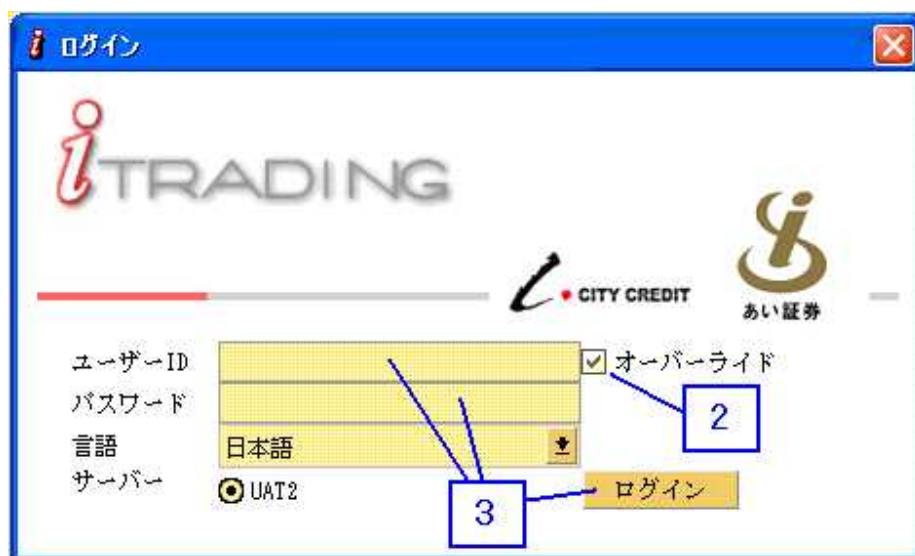 ログイン
i TRADING
i・CITY CREDIT
あい証券
ユーザーID
オーバーライド
パスワード
2
言語 日本語
サーバー UAT2
3
ログイン